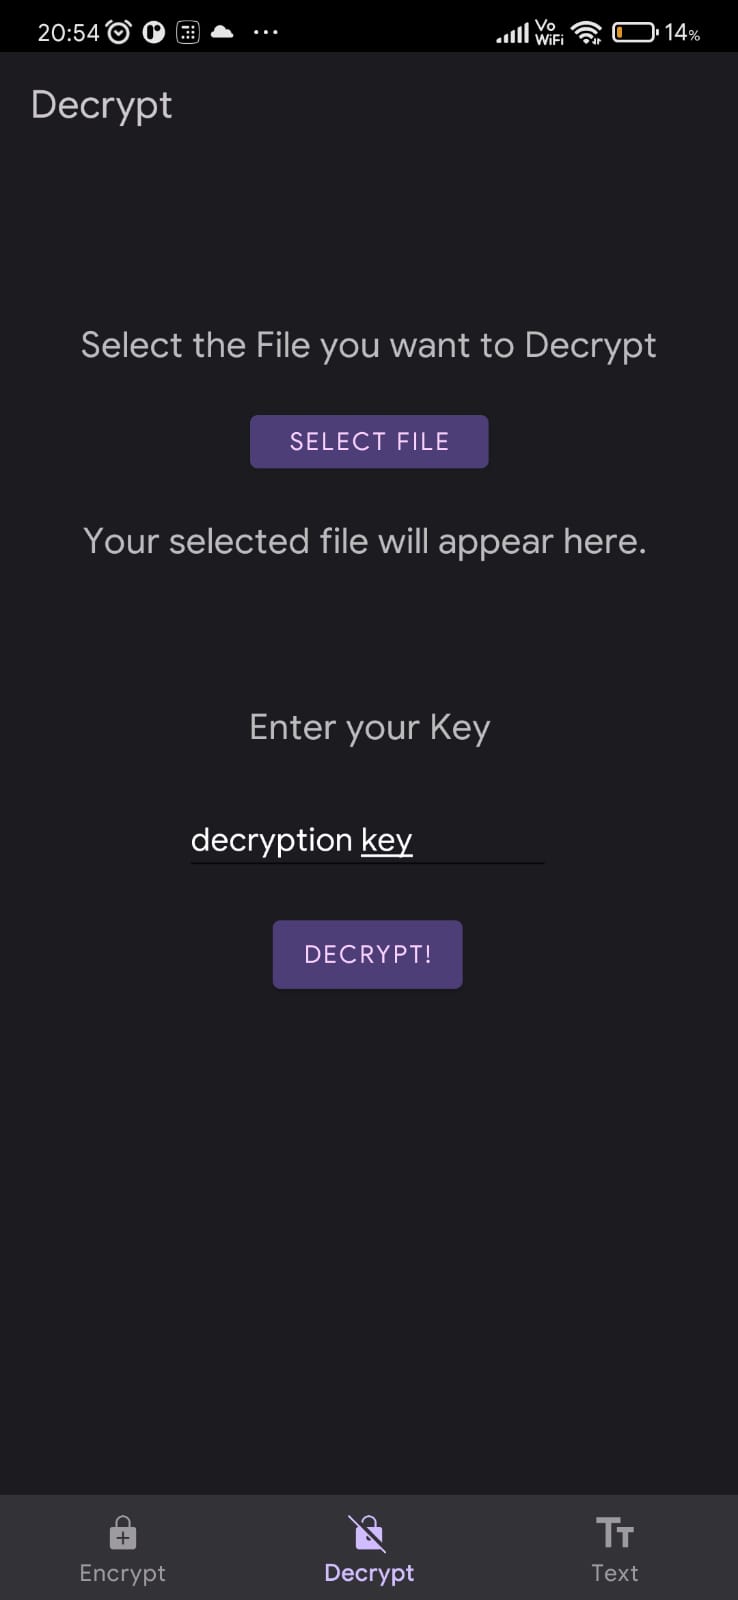 20:54 Vo WiFi 14%
Decrypt
Select the File you want to Decrypt
SELECT FILE
Your selected file will appear here.
Enter your Key
decryption key
DECRYPT!
Encrypt Decrypt Text